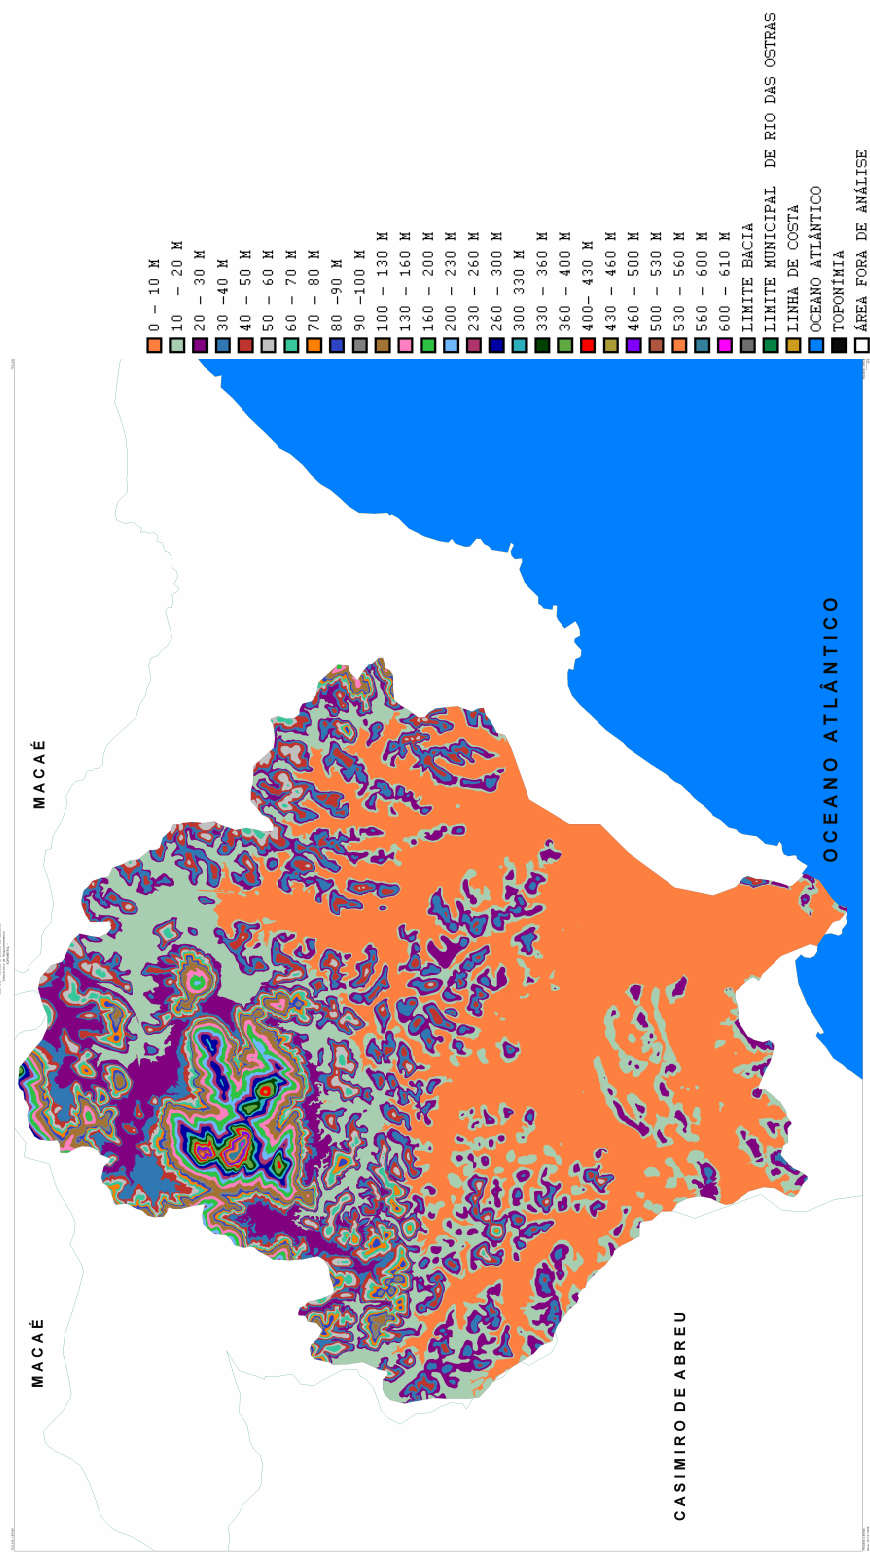 MACAÉ
MACAÉ
CASIMIRO DE ABREU
OCEANO ATLÂNTICO
0 - 10 M
10 - 20 M
20 - 30 M
30 -40 M
40 - 50 M
50 - 60 M
60 - 70 M
70 - 80 M
80 -90 M
90 -100 M
100 - 130 M
130 - 160 M
160 - 200 M
200 - 230 M
230 - 260 M
260 - 300 M
300 330 M
330 - 360 M
360 - 400 M
400- 430 M
430 - 460 M
460 - 500 M
500 - 530 M
530 - 560 M
560 - 600 M
600 - 610 M
LIMITE BACIA
LIMITE MUNICIPAL DE RIO DAS OSTRAS
LINHA DE COSTA
OCEANO ATLÂNTICO
TOPONÍMIA
ÁREA FORA DE ANÁLISE